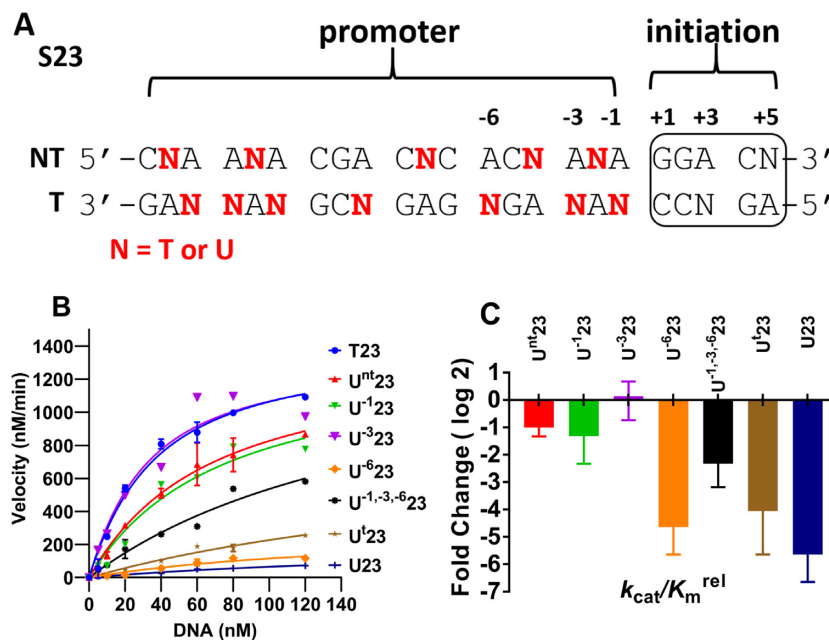 A
S23
promoter
initiation
-6 -3 -1 +1 +3 +5
NT 5′ -CNA ANA CGA CNC ACN ANA GGA CN-3′
T 3′ -GAN NAN GCN GAG NGA NAN CCN GA-5′
N = T or U
B
Velocity (nM/min)
1400
1200
1000
800
600
400
200
0
0 20 40 60 80 100 120 140
DNA (nM)
T23
Uⁿᵗ23
U⁻¹23
U⁻³23
U⁻⁶23
U⁻¹,⁻³,⁻⁶23
Uᵗ23
U23
C
Uⁿᵗ23
U⁻¹23
U⁻³23
U⁻⁶23
U⁻¹,⁻³,⁻⁶23
Uᵗ23
U23
Fold Change ( log 2)
1
0
-1
-2
-3
-4
-5
-6
-7
kcat/Kmʳᵉˡ